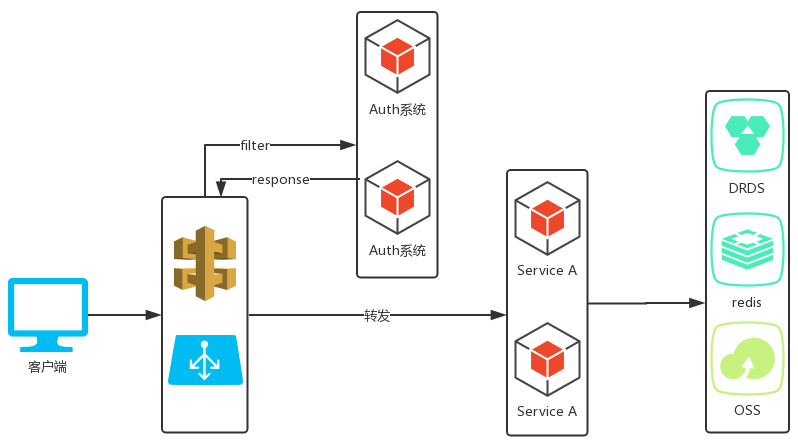 Auth系统
filter
response
Auth系统
DRDS
Service A
redis
转发
客户端
Service A
OSS